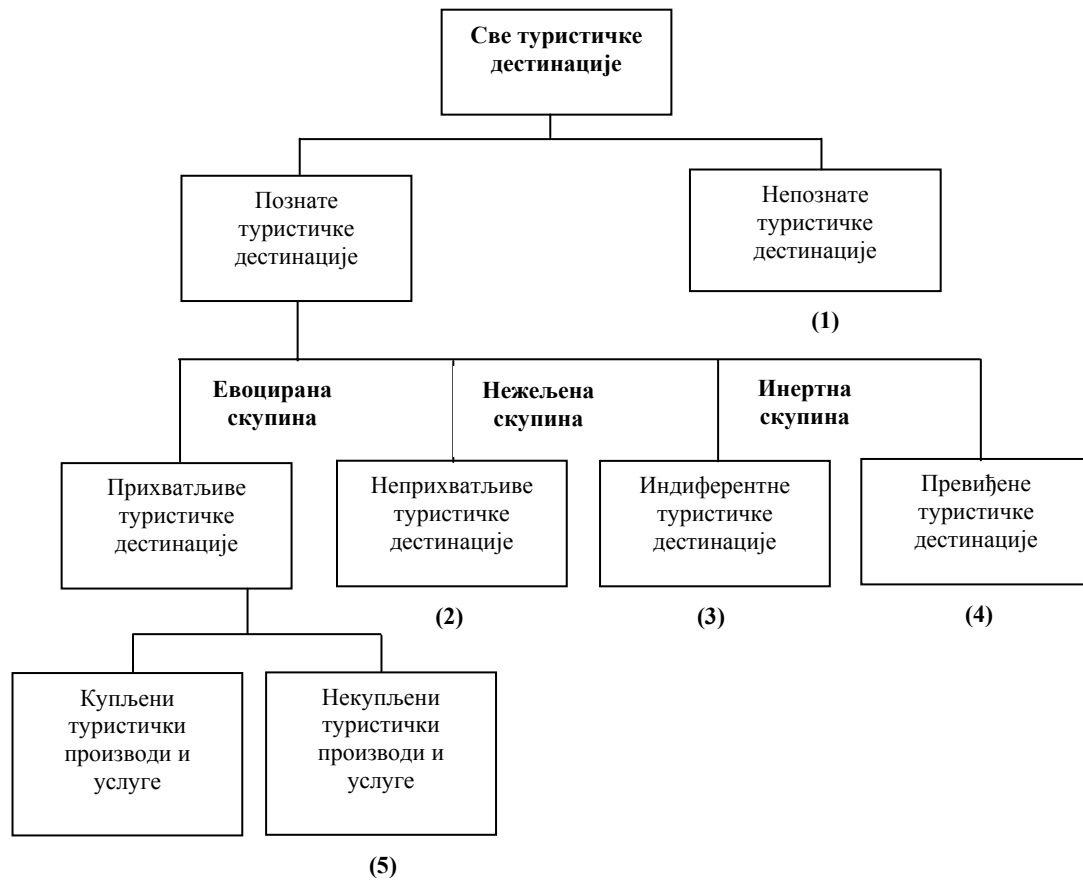 Све туристичке
дестинације
Познате
туристичке
дестинације
Непознате
туристичке
дестинације
(1)
Евоцирана
скупина
Нежељена
скупина
Инертна
скупина
Прихватљиве
туристичке
дестинације
Неприхватљиве
туристичке
дестинације
Индиферентне
туристичке
дестинације
Превиђене
туристичке
дестинације
(2)
(3)
(4)
Купљени
туристички
производи и
услуге
Некупљени
туристички
производи и
услуге
(5)